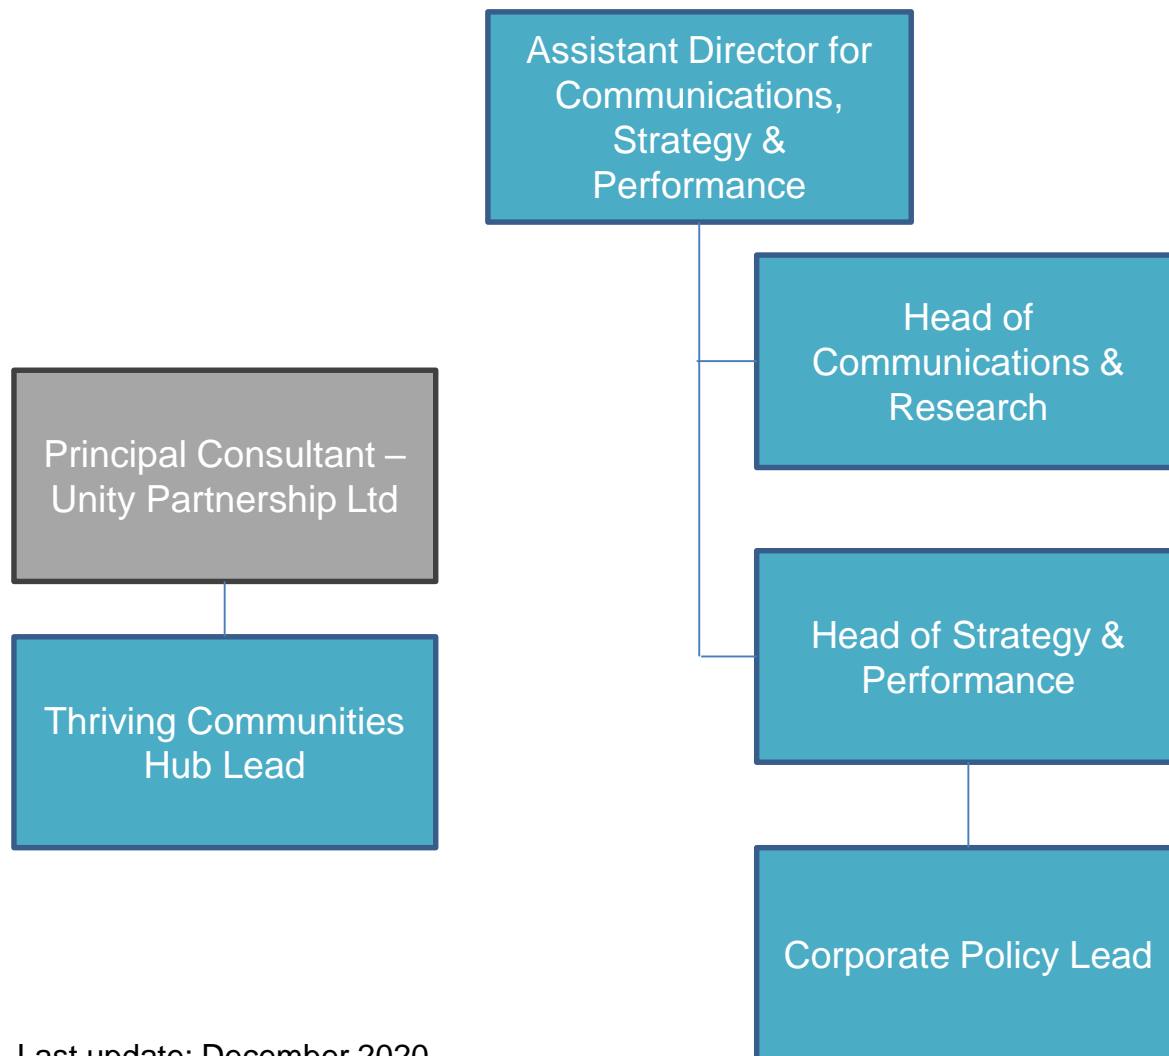 Assistant Director for
Communications,
Strategy &
Performance
Head of
Communications &
Research
Principal Consultant –
Unity Partnership Ltd
Head of Strategy &
Performance
Thriving Communities
Hub Lead
Corporate Policy Lead
Last update: December 2020